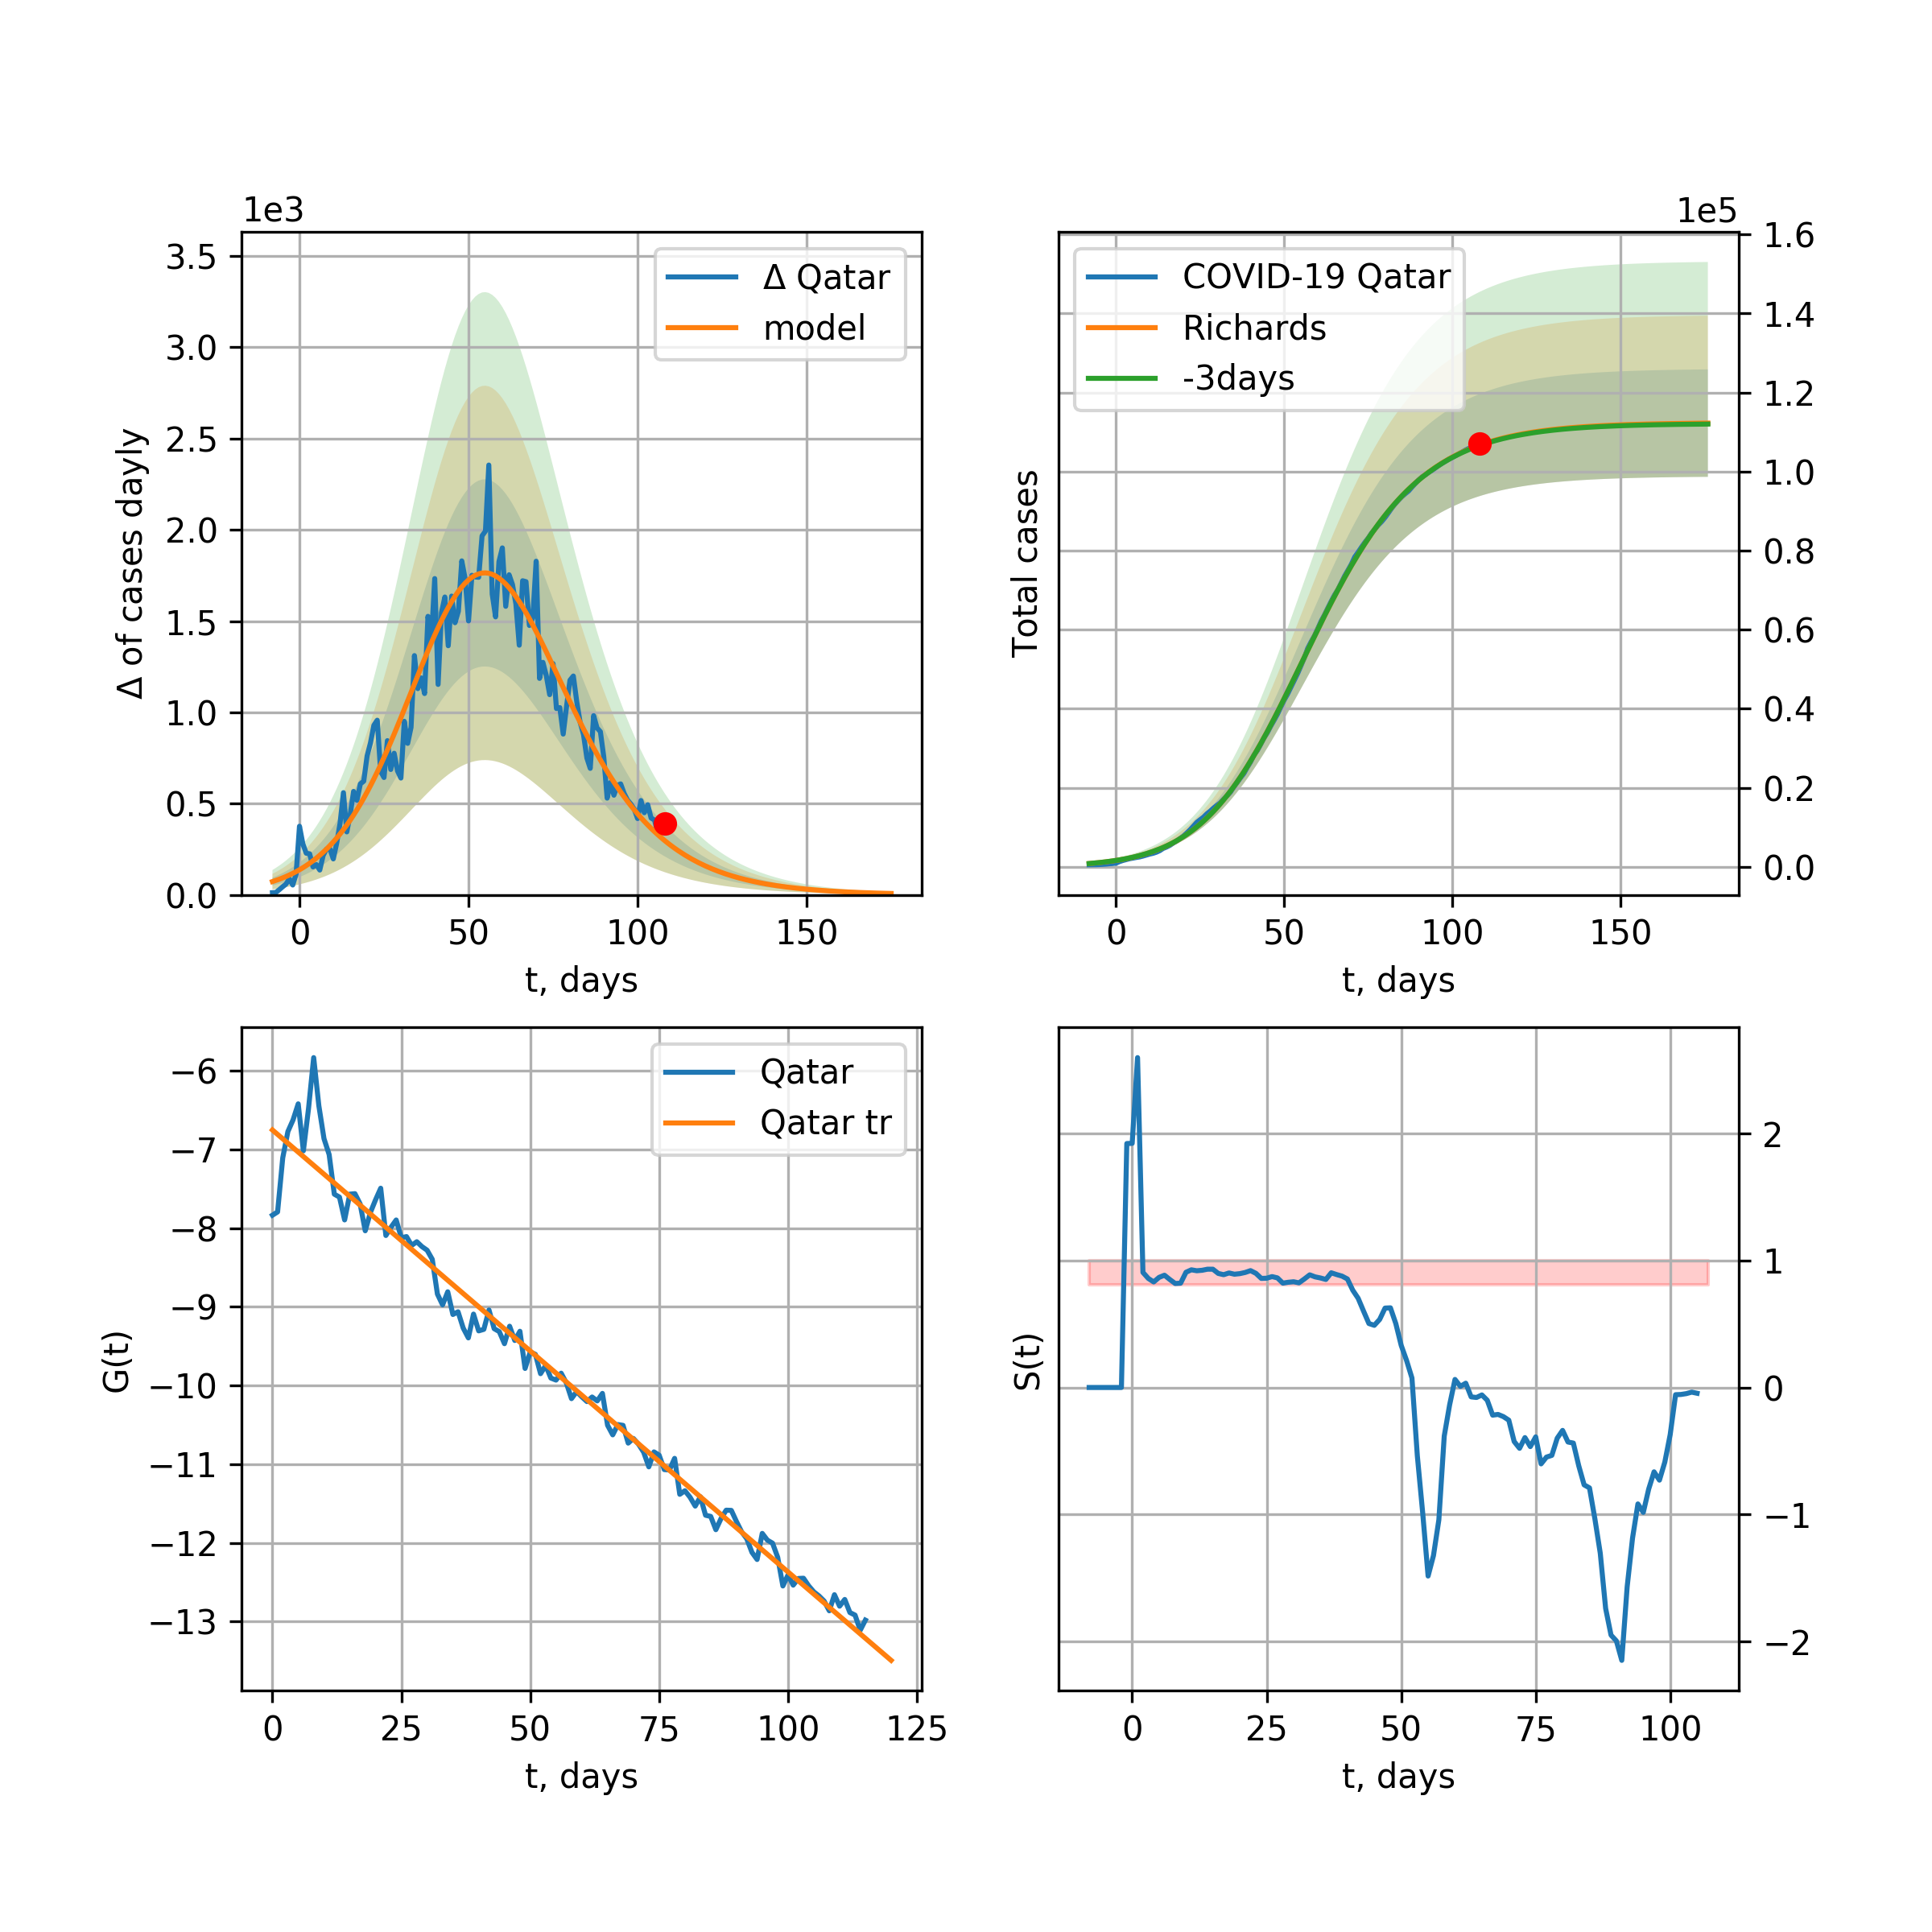 1e3
3.5
3.0
2.5
2.0
1.5
1.0
0.5
0.0
Δ of cases dayly
Δ Qatar
model
0 50 100 150
t, days
1e5
1.6
1.4
1.2
1.0
0.8
0.6
0.4
0.2
0.0
Total cases
COVID-19 Qatar
Richards
-3days
0 50 100 150
t, days
−6
−7
−8
−9
−10
−11
−12
−13
G(t)
Qatar
Qatar tr
0 25 50 75 100 125
t, days
2
1
0
−1
−2
S(t)
0 25 50 75 100
t, days